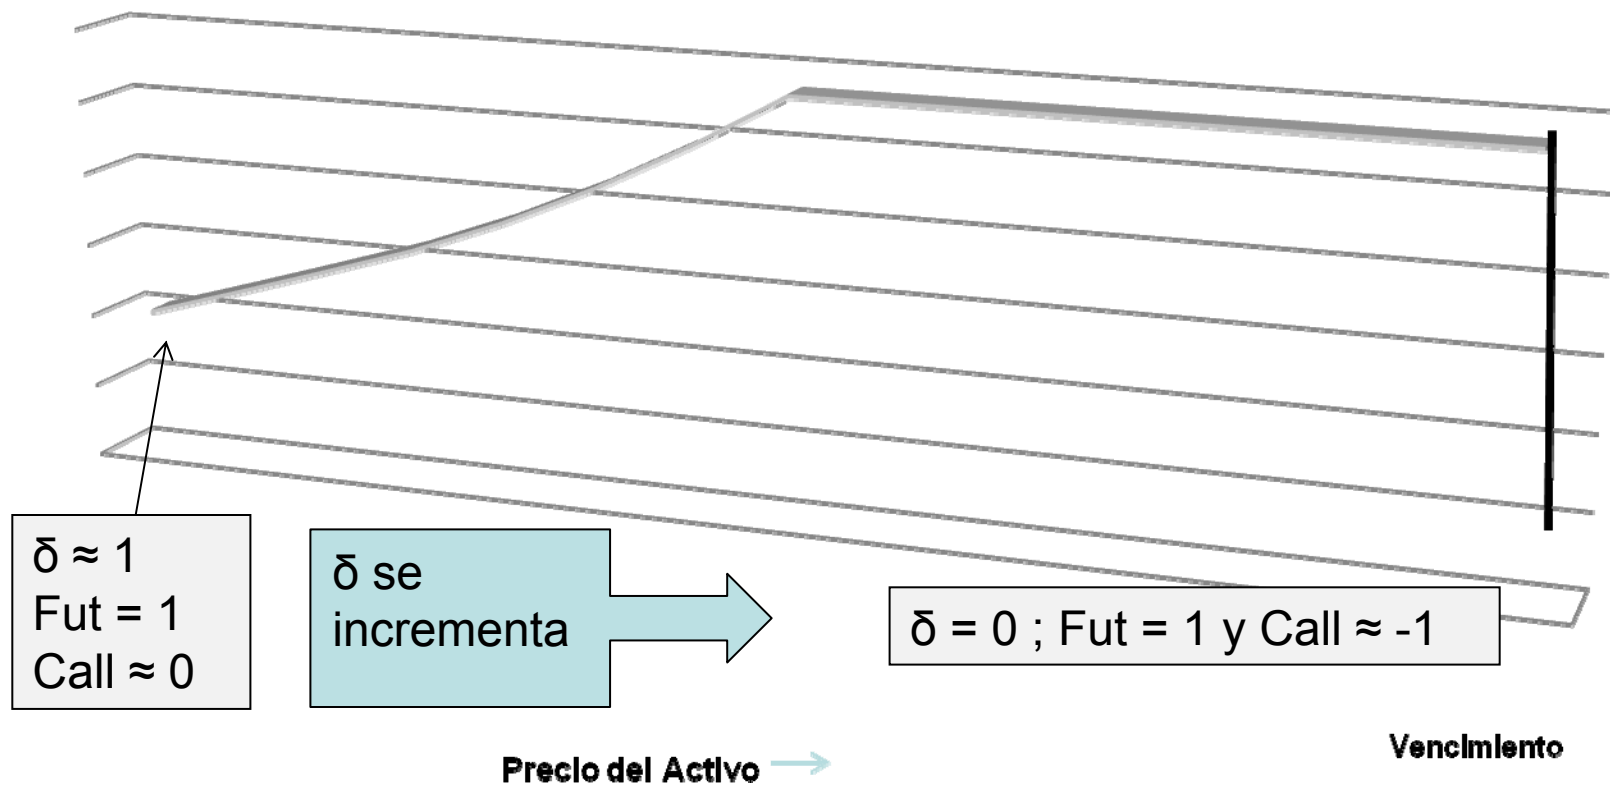 δ ≈ 1
Fut = 1
Call ≈ 0
δ se
incrementa
δ = 0 ; Fut = 1 y Call ≈ -1
Vencimiento
Precio del Activo